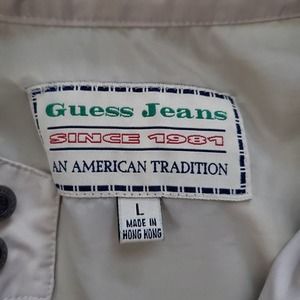 Guess Jeans
SINCE 1981
AN AMERICAN TRADITION
L
MADE IN
HONG KONG